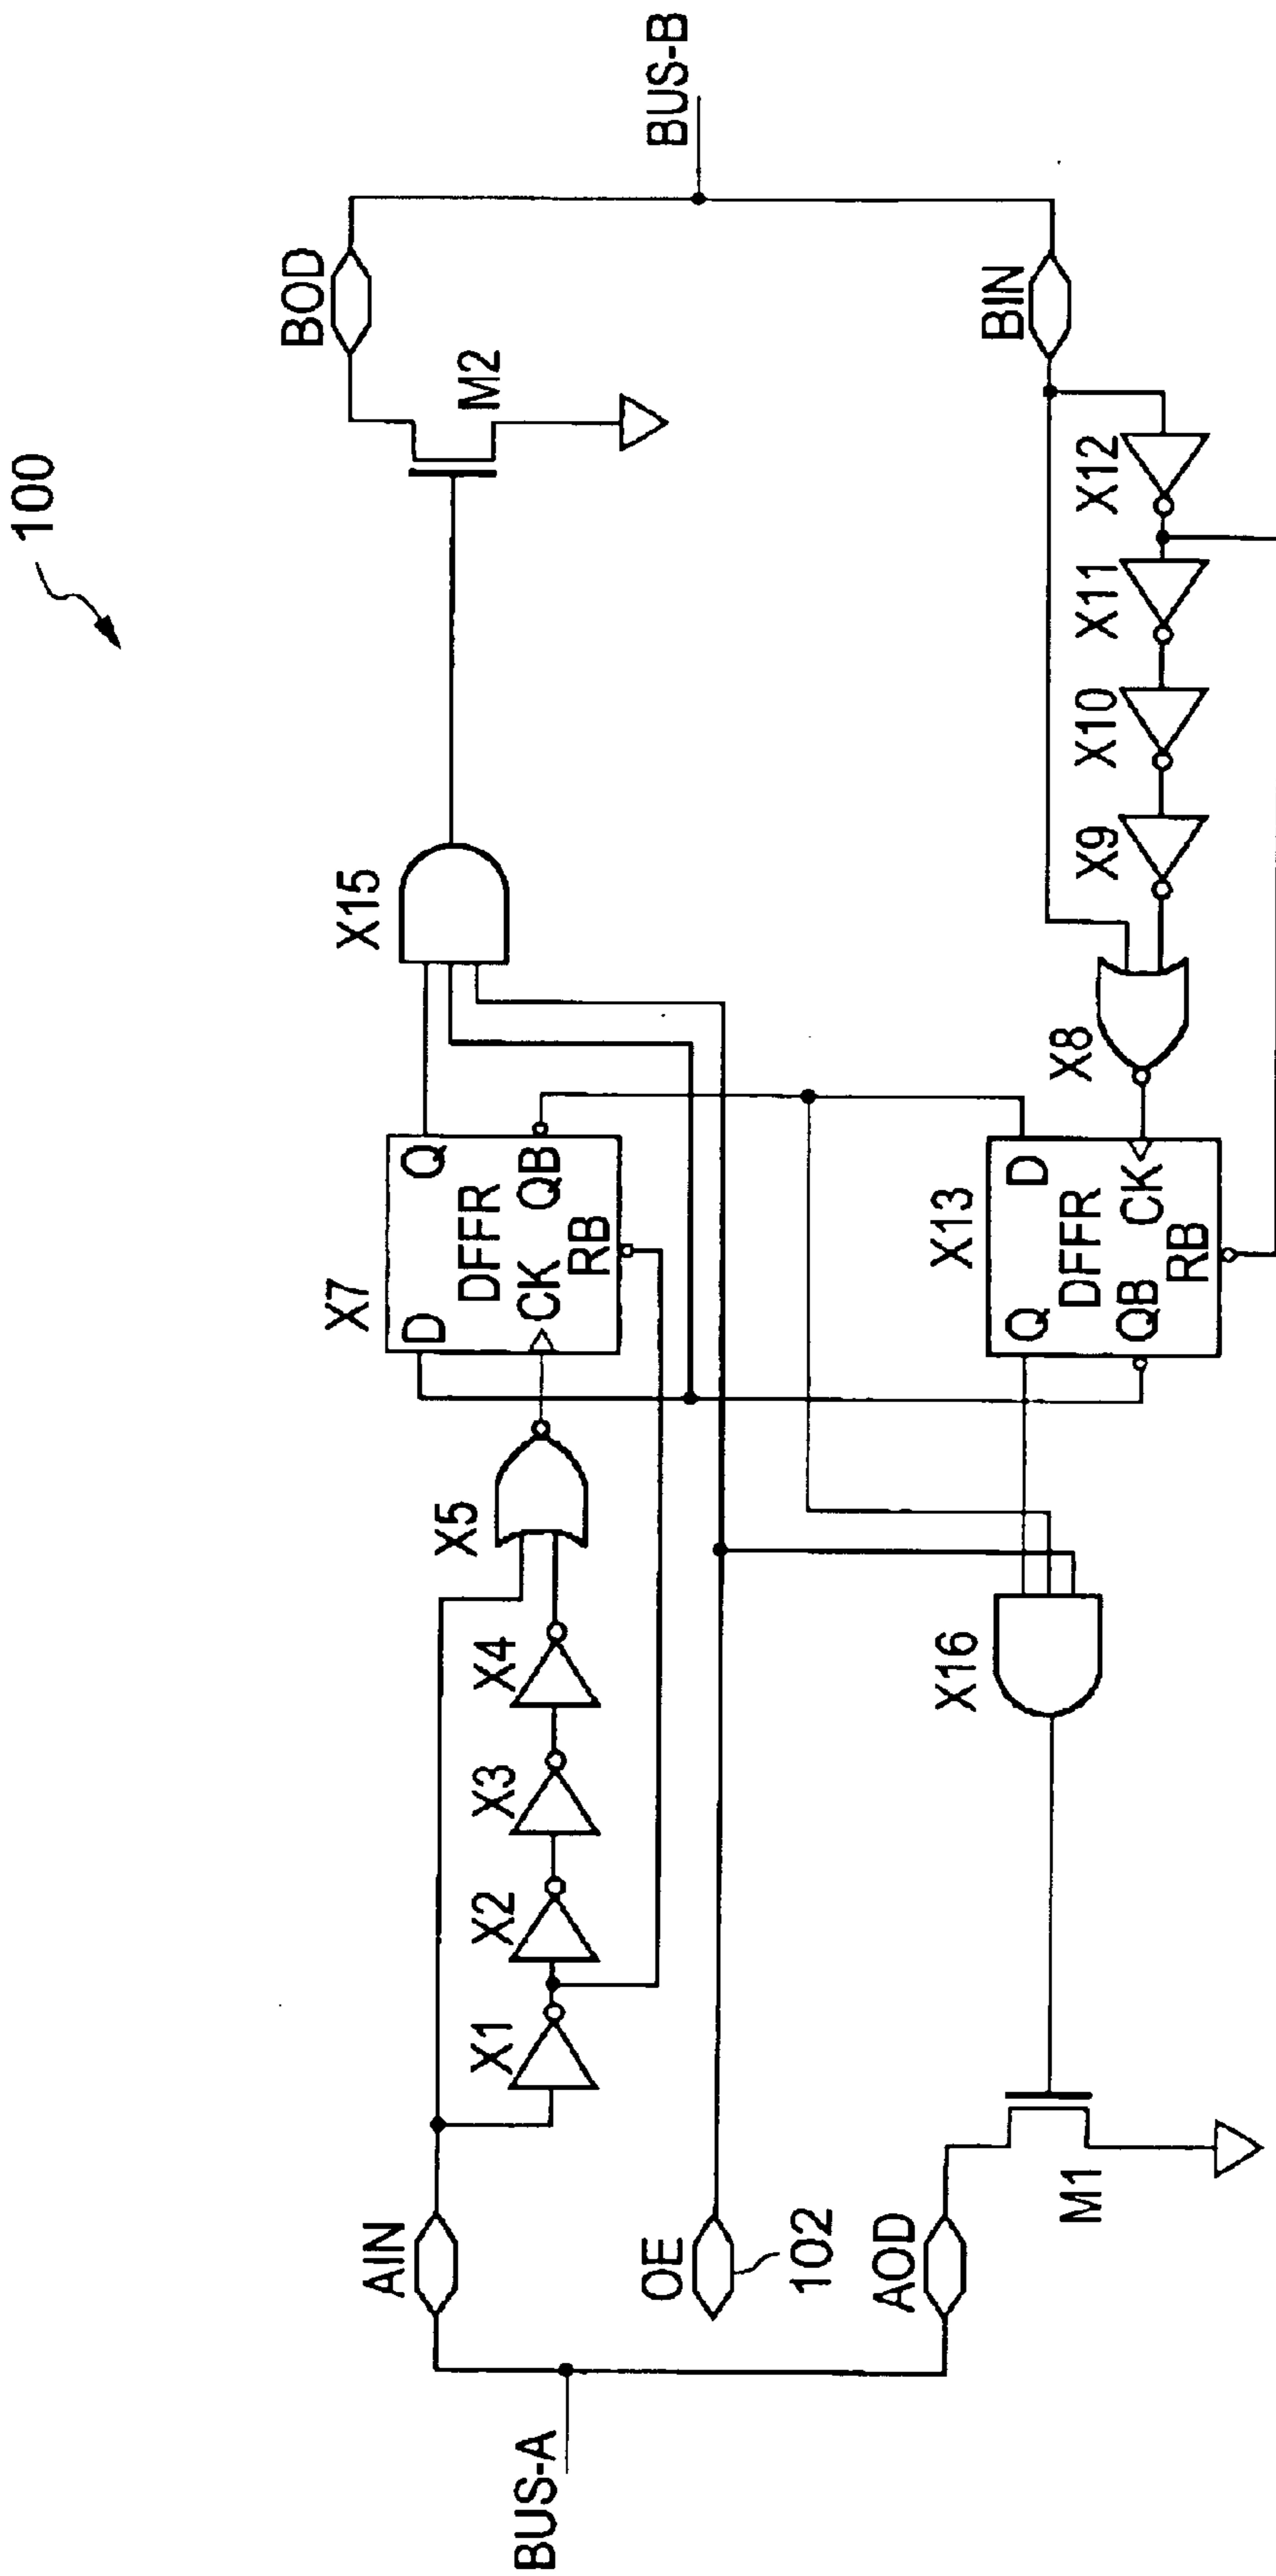 100
BUS-A
AIN
OE
102
AOD
X1
X2
X3
X4
X5
M1
X16
X7
D
Q
DFFR
CK
QB
RB
X13
Q
D
DFFR
QB
CK
RB
X15
X8
X9
X10
X11
X12
M2
BOD
BIN
BUS-B